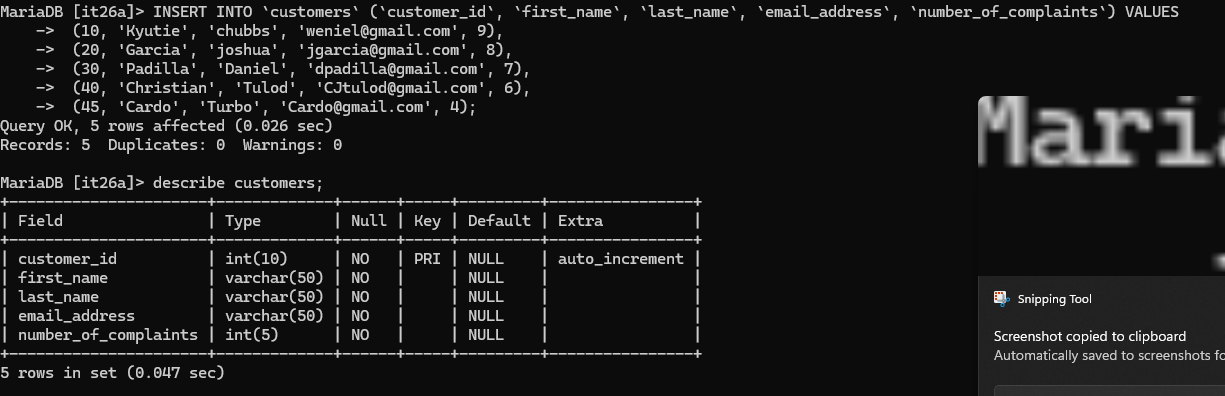 MariaDB [it26a]> INSERT INTO `customers` (`customer_id`, `first_name`, `last_name`, `email_address`, `number_of_complaints`) VALUES
    ->  (10, 'Kyutie', 'chubbs', 'weniel@gmail.com', 9),
    ->  (20, 'Garcia', 'joshua', 'jgarcia@gmail.com', 8),
    ->  (30, 'Padilla', 'Daniel', 'dpadilla@gmail.com', 7),
    ->  (40, 'Christian', 'Tulod', 'CJtulod@gmail.com', 6),
    ->  (45, 'Cardo', 'Turbo', 'Cardo@gmail.com', 4);
Query OK, 5 rows affected (0.026 sec)
Records: 5  Duplicates: 0  Warnings: 0

MariaDB [it26a]> describe customers;
+----------------------+-------------+------+-----+---------+----------------+
| Field                | Type        | Null | Key | Default | Extra          |
+----------------------+-------------+------+-----+---------+----------------+
| customer_id          | int(10)     | NO   | PRI | NULL    | auto_increment |
| first_name           | varchar(50) | NO   |     | NULL    |                |
| last_name            | varchar(50) | NO   |     | NULL    |                |
| email_address        | varchar(50) | NO   |     | NULL    |                |
| number_of_complaints | int(5)      | NO   |     | NULL    |                |
+----------------------+-------------+------+-----+---------+----------------+
5 rows in set (0.047 sec)
Maria
Snipping Tool
Screenshot copied to clipboard
Automatically saved to screenshots fo